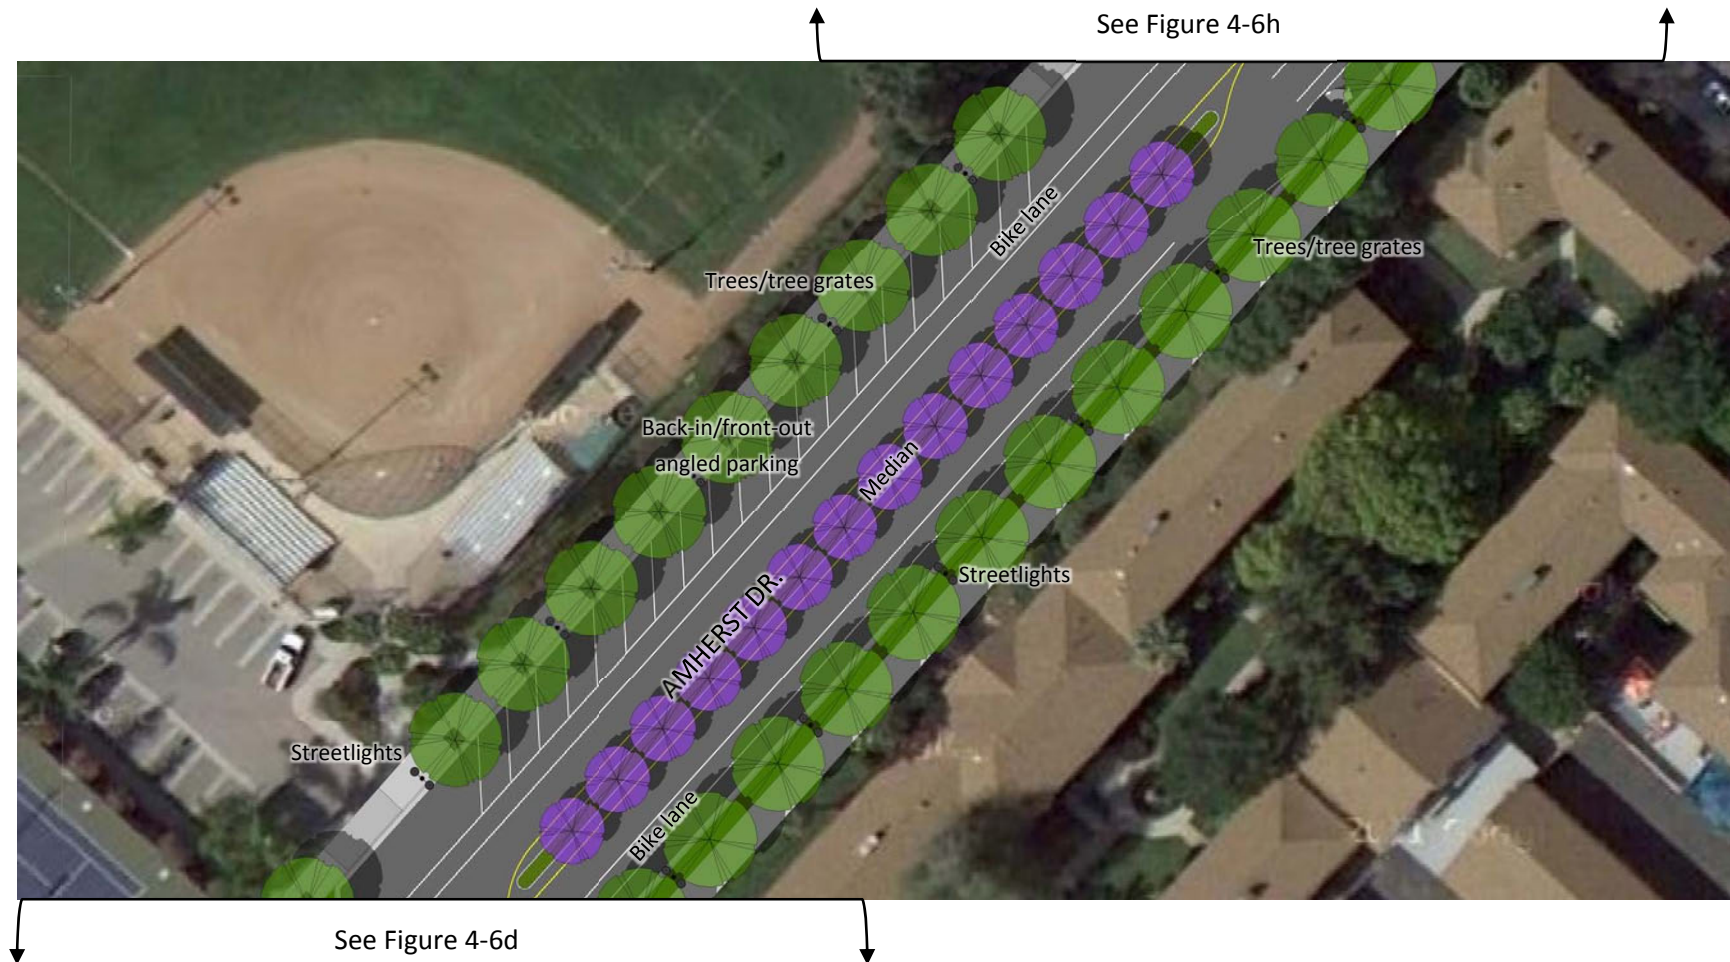 See Figure 4-6h
Bike lane
Trees/tree grates
Trees/tree grates
Back-in/front-out
angled parking
Median
AMHERST DR.
Streetlights
Streetlights
Bike lane
See Figure 4-6d